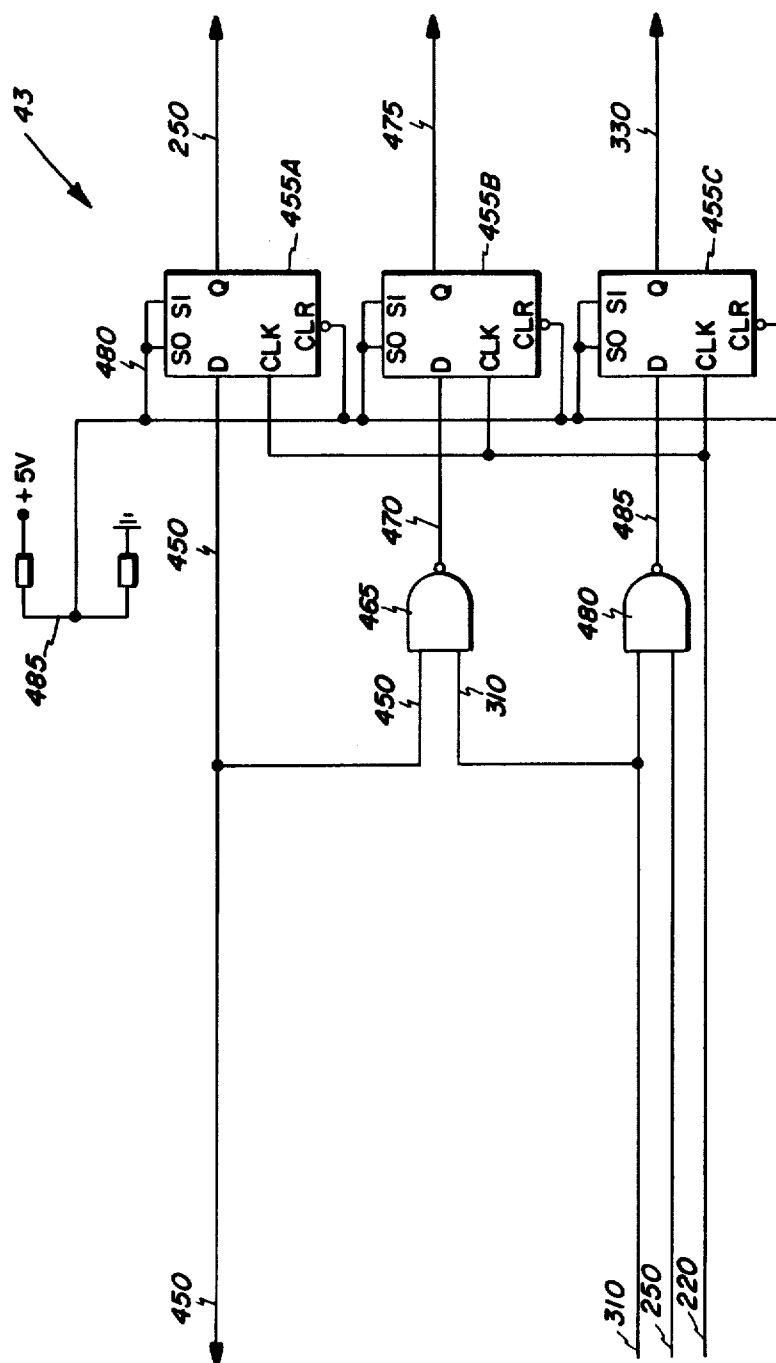 43
250
475
330
455A
455B
455C
480
SO SI
D Q
CLK
CLR
SO SI
D Q
CLK
CLR
SO SI
D Q
CLK
CLR
+5V
485
450
470
485
465
480
450
310
450
310
250
220